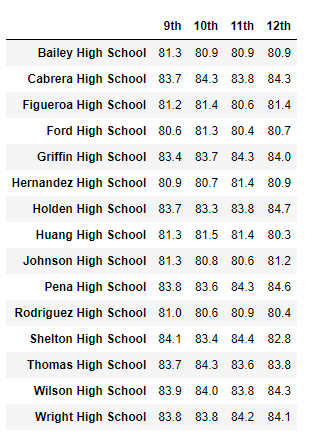 9th 10th 11th 12th
Bailey High School 81.3 80.9 80.9 80.9
Cabrera High School 83.7 84.3 83.8 84.3
Figueroa High School 81.2 81.4 80.6 81.4
Ford High School 80.6 81.3 80.4 80.7
Griffin High School 83.4 83.7 84.3 84.0
Hernandez High School 80.9 80.7 81.4 80.9
Holden High School 83.7 83.3 83.8 84.7
Huang High School 81.3 81.5 81.4 80.3
Johnson High School 81.3 80.8 80.6 81.2
Pena High School 83.8 83.6 84.3 84.6
Rodriguez High School 81.0 80.6 80.9 80.4
Shelton High School 84.1 83.4 84.4 82.8
Thomas High School 83.7 84.3 83.6 83.8
Wilson High School 83.9 84.0 83.8 84.3
Wright High School 83.8 83.8 84.2 84.1